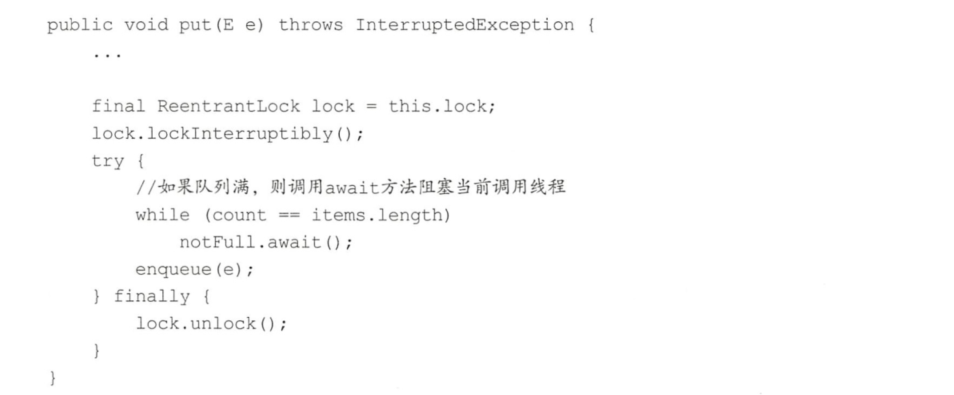 public void put(E e) throws InterruptedException {
    ...
    final ReentrantLock lock = this.lock;
    lock.lockInterruptibly();
    try {
        //如果队列满，则调用await方法阻塞当前调用线程
        while (count == items.length)
            notFull.await();
        enqueue(e);
    } finally {
        lock.unlock();
    }
}